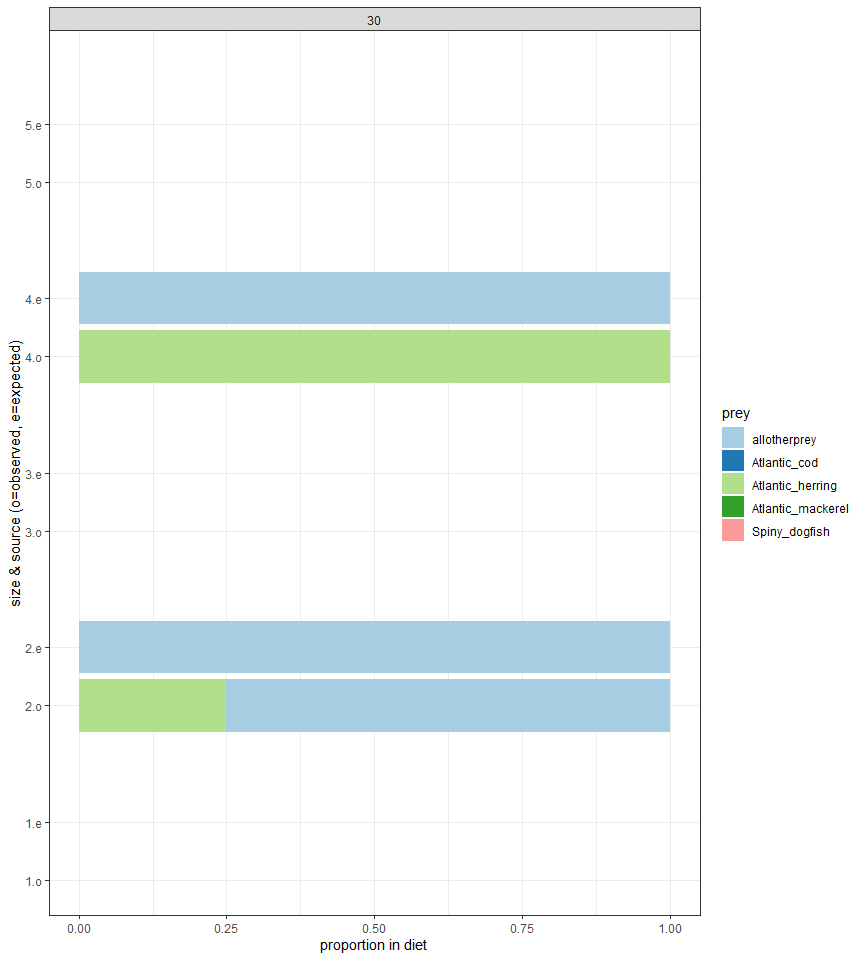 30
size & source (o=observed, e=expected)
5.e
5.o
4.e
4.o
3.e
3.o
2.e
2.o
1.e
1.o
0.00 0.25 0.50 0.75 1.00
proportion in diet
prey
allotherprey
Atlantic_cod
Atlantic_herring
Atlantic_mackerel
Spiny_dogfish